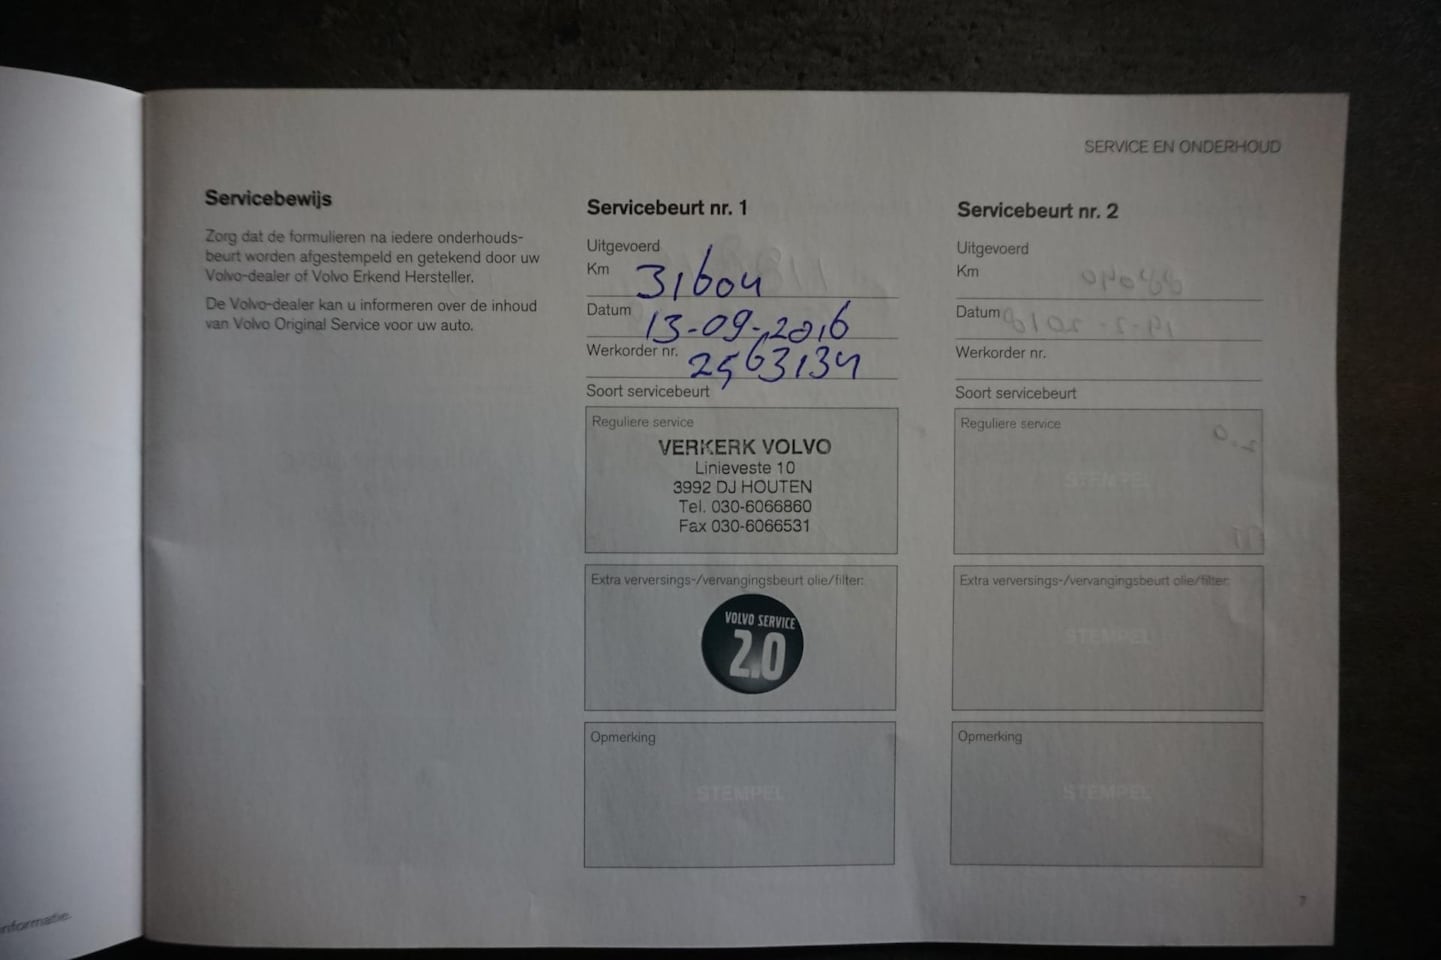 SERVICE EN ONDERHOUD
Servicebewijs
Zorg dat de formulieren na iedere onderhouds-
beurt worden afgestempeld en getekend door uw
Volvo-dealer of Volvo Erkend Hersteller.
De Volvo-dealer kan u informeren over de inhoud
van Volvo Original Service voor uw auto.
Servicebeurt nr. 1
Uitgevoerd
Km 31604
Datum 13-09-2016
Werkorder nr. 2563134
Soort servicebeurt
Reguliere service
VERKERK VOLVO
Linieveste 10
3992 DJ HOUTEN
Tel. 030-6066860
Fax 030-6066531
Extra verversings-/vervangingsbeurt olie/filter:
VOLVO SERVICE
2.0
Opmerking
STEMPEL
Servicebeurt nr. 2
Uitgevoerd
Km
Datum
Werkorder nr.
Soort servicebeurt
Reguliere service
STEMPEL
Extra verversings-/vervangingsbeurt olie/filter:
STEMPEL
Opmerking
STEMPEL
7
informatie.